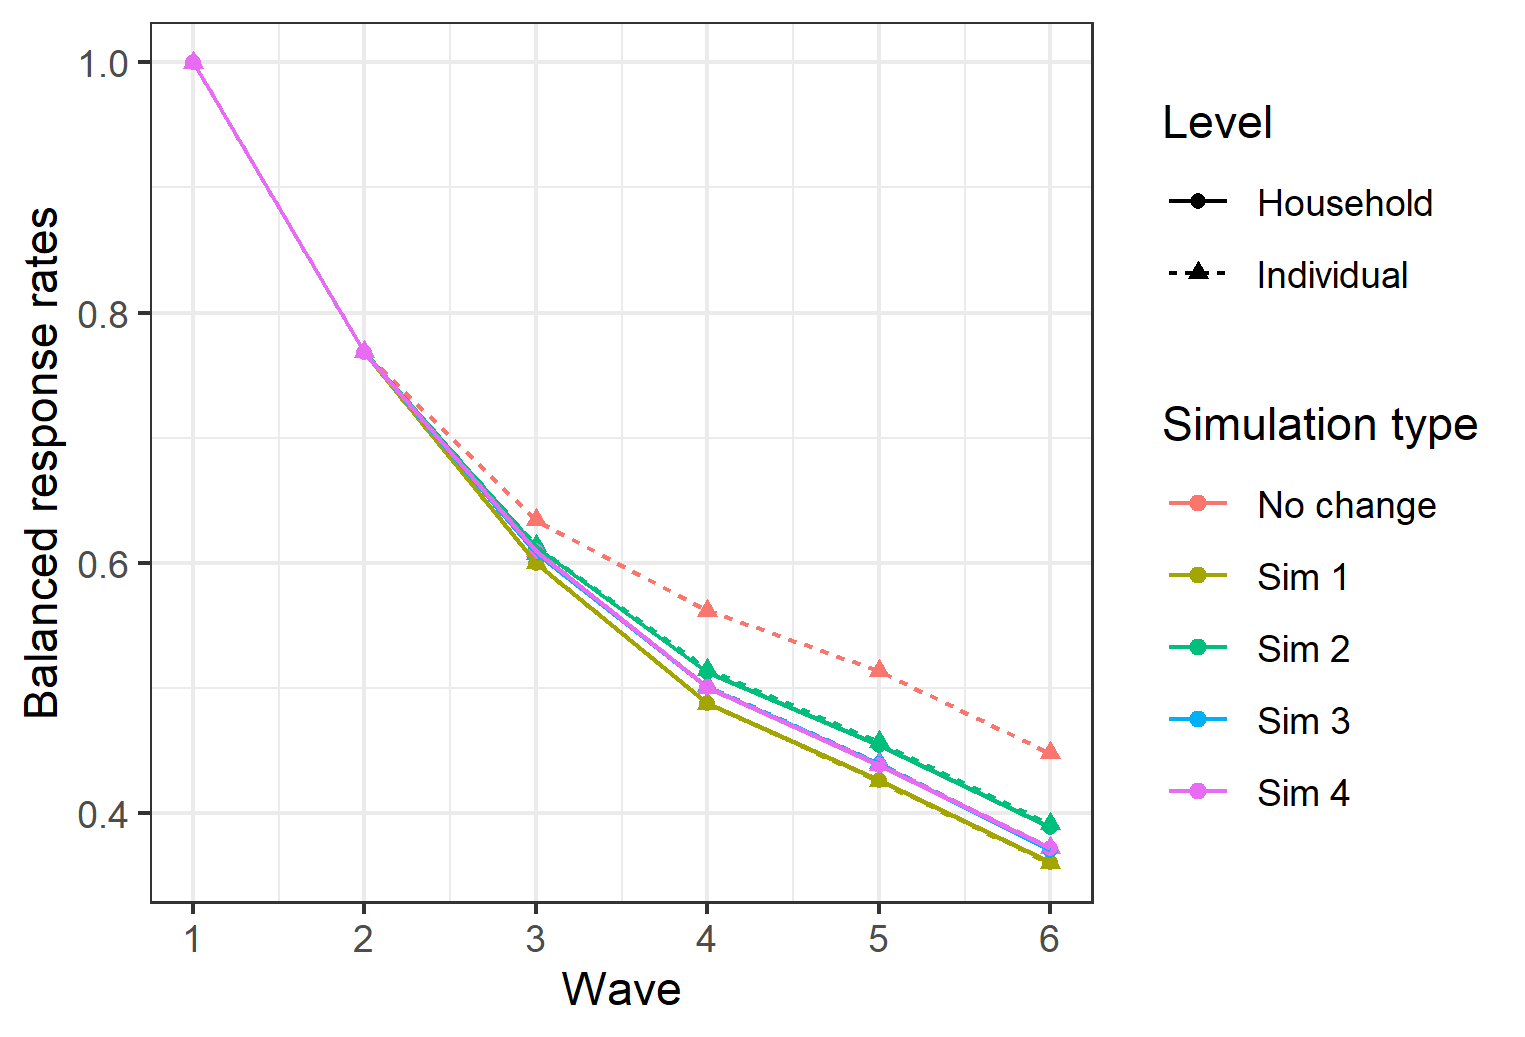 Balanced response rates
1.0
0.8
0.6
0.4
1 2 3 4 5 6
Wave
Level
Household
Individual
Simulation type
No change
Sim 1
Sim 2
Sim 3
Sim 4